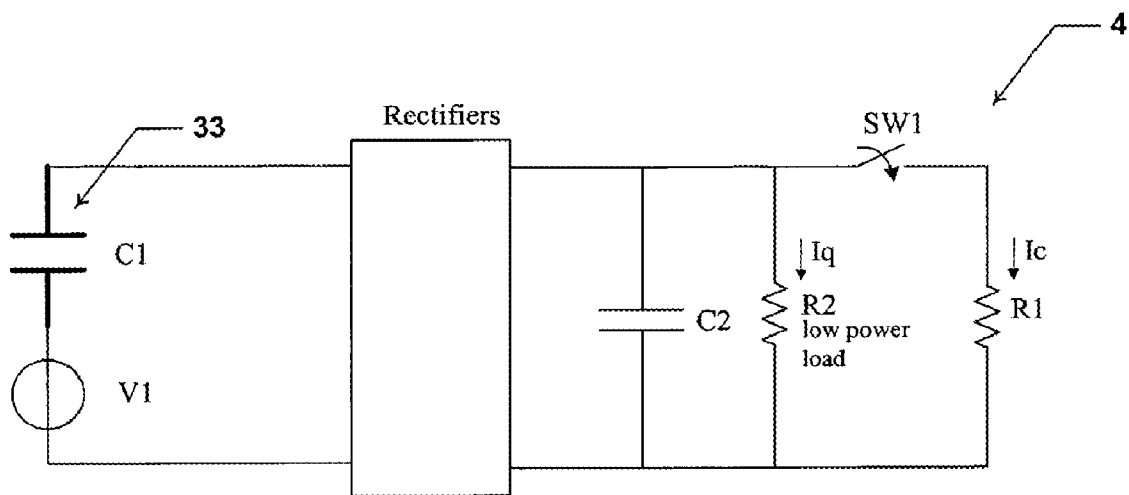 4
Rectifiers
SW1
33
C1
Iq
Ic
C2
R2
R1
low power
load
V1